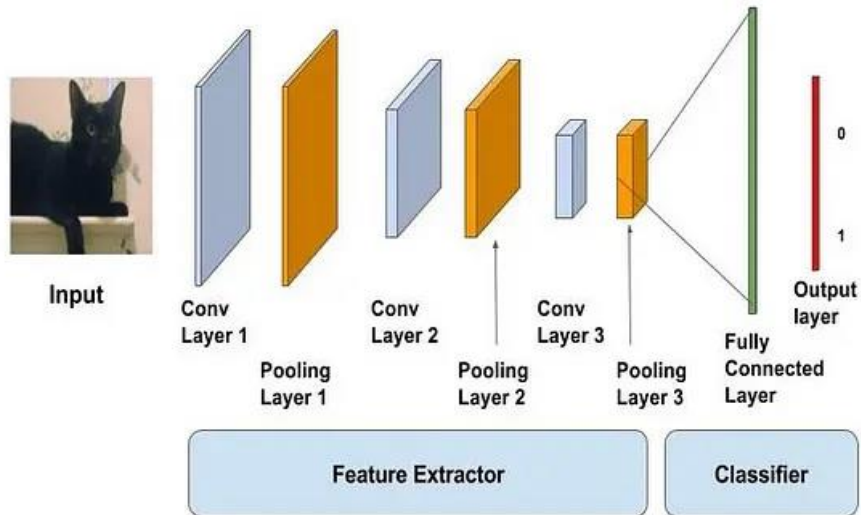 Input
Conv
Layer 1
Pooling
Layer 1
Conv
Layer 2
Pooling
Layer 2
Conv
Layer 3
Pooling
Layer 3
Fully
Connected
Layer
0
1
Output
layer
Feature Extractor
Classifier